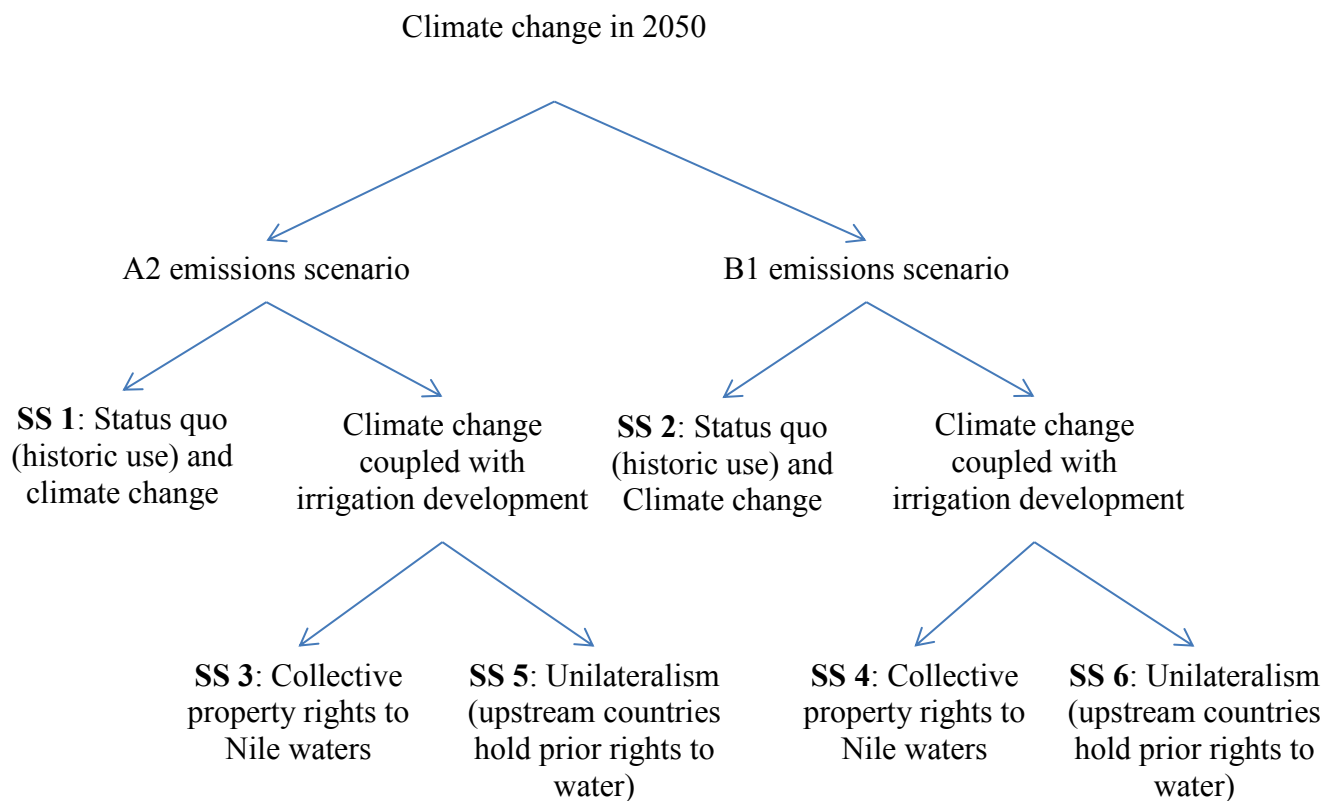 Climate change in 2050
A2 emissions scenario
B1 emissions scenario
SS 1: Status quo
(historic use) and
climate change
Climate change
coupled with
irrigation development
SS 2: Status quo
(historic use) and
Climate change
Climate change
coupled with
irrigation development
SS 3: Collective
property rights to
Nile waters
SS 5: Unilateralism
(upstream countries
hold prior rights to
water)
SS 4: Collective
property rights to
Nile waters
SS 6: Unilateralism
(upstream countries
hold prior rights to
water)